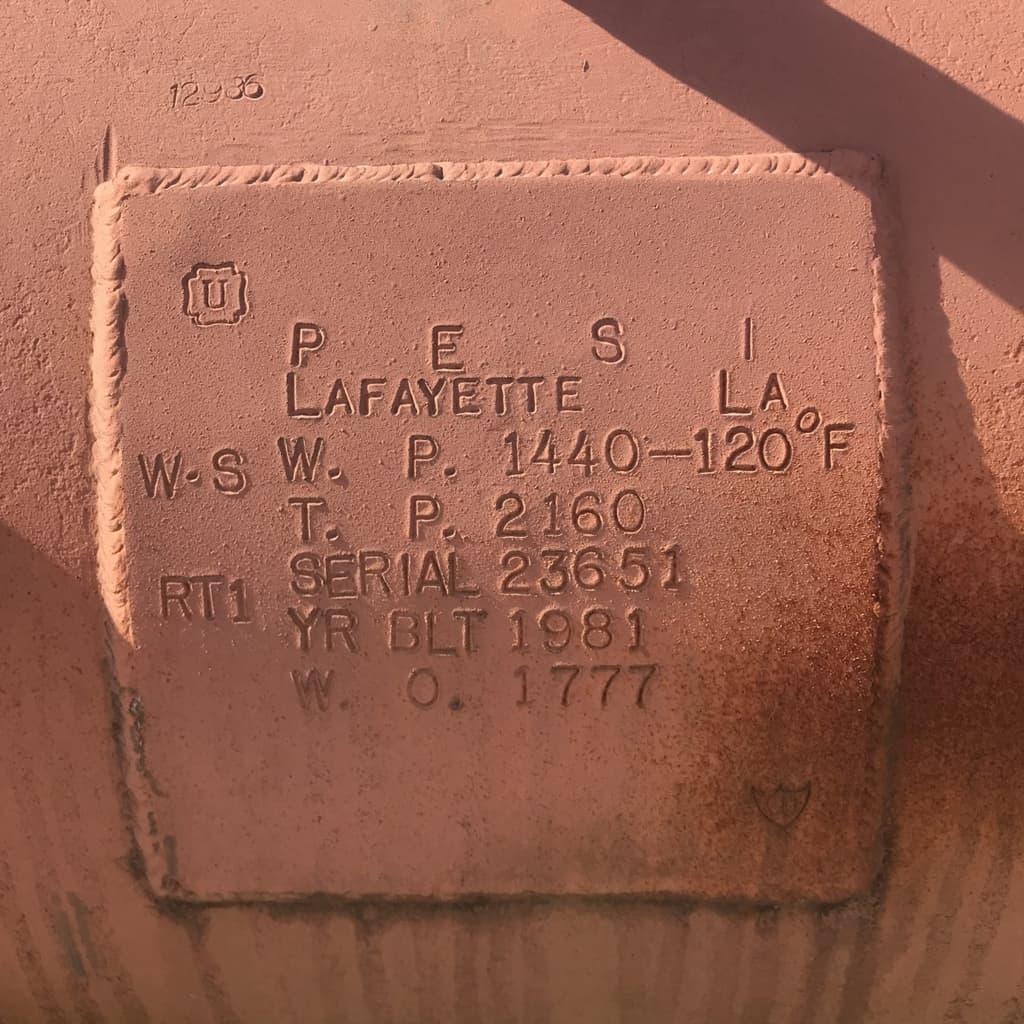 12936
U
P E S I
LAFAYETTE LA
W-S W. P. 1440-120°F
T. P. 2160
SERIAL 23651
RT1
YR BLT 1981
W. O. 1777